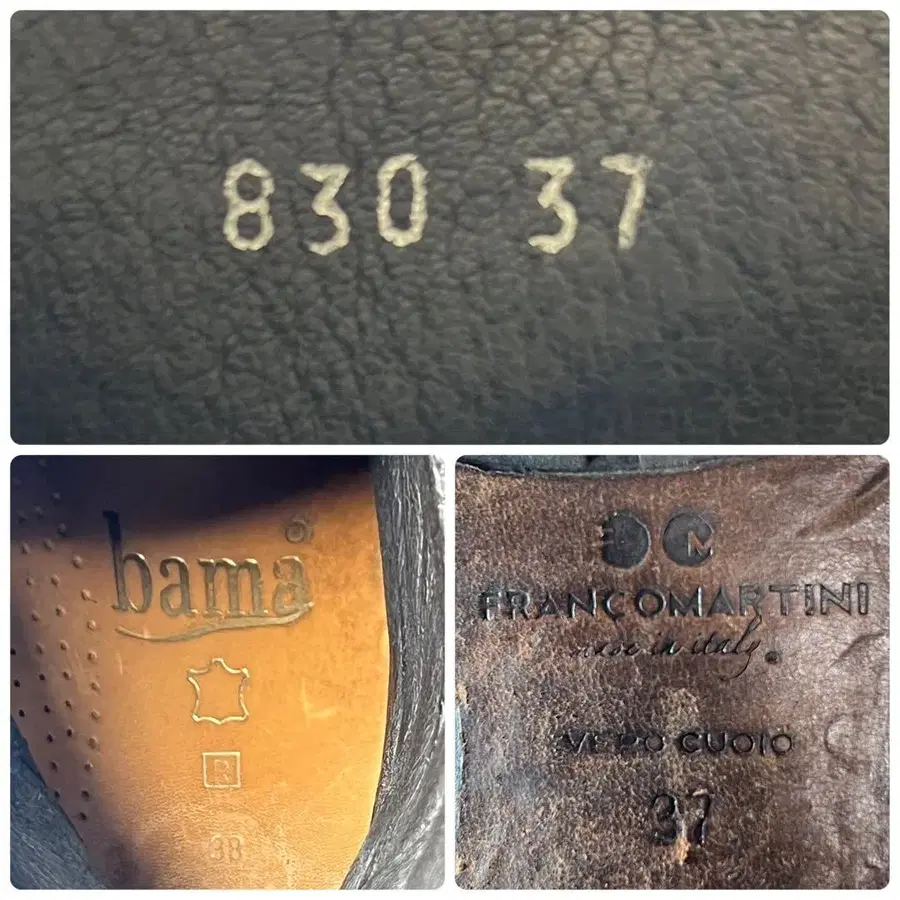 830 37
bama
R
38
FRANCOMARTINI
made in italy
VERO CUOIO
37